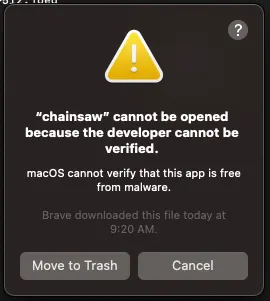 ?
“chainsaw” cannot be opened
because the developer cannot be
verified.
macOS cannot verify that this app is free
from malware.
Brave downloaded this file today at
9:20 AM.
Move to Trash
Cancel